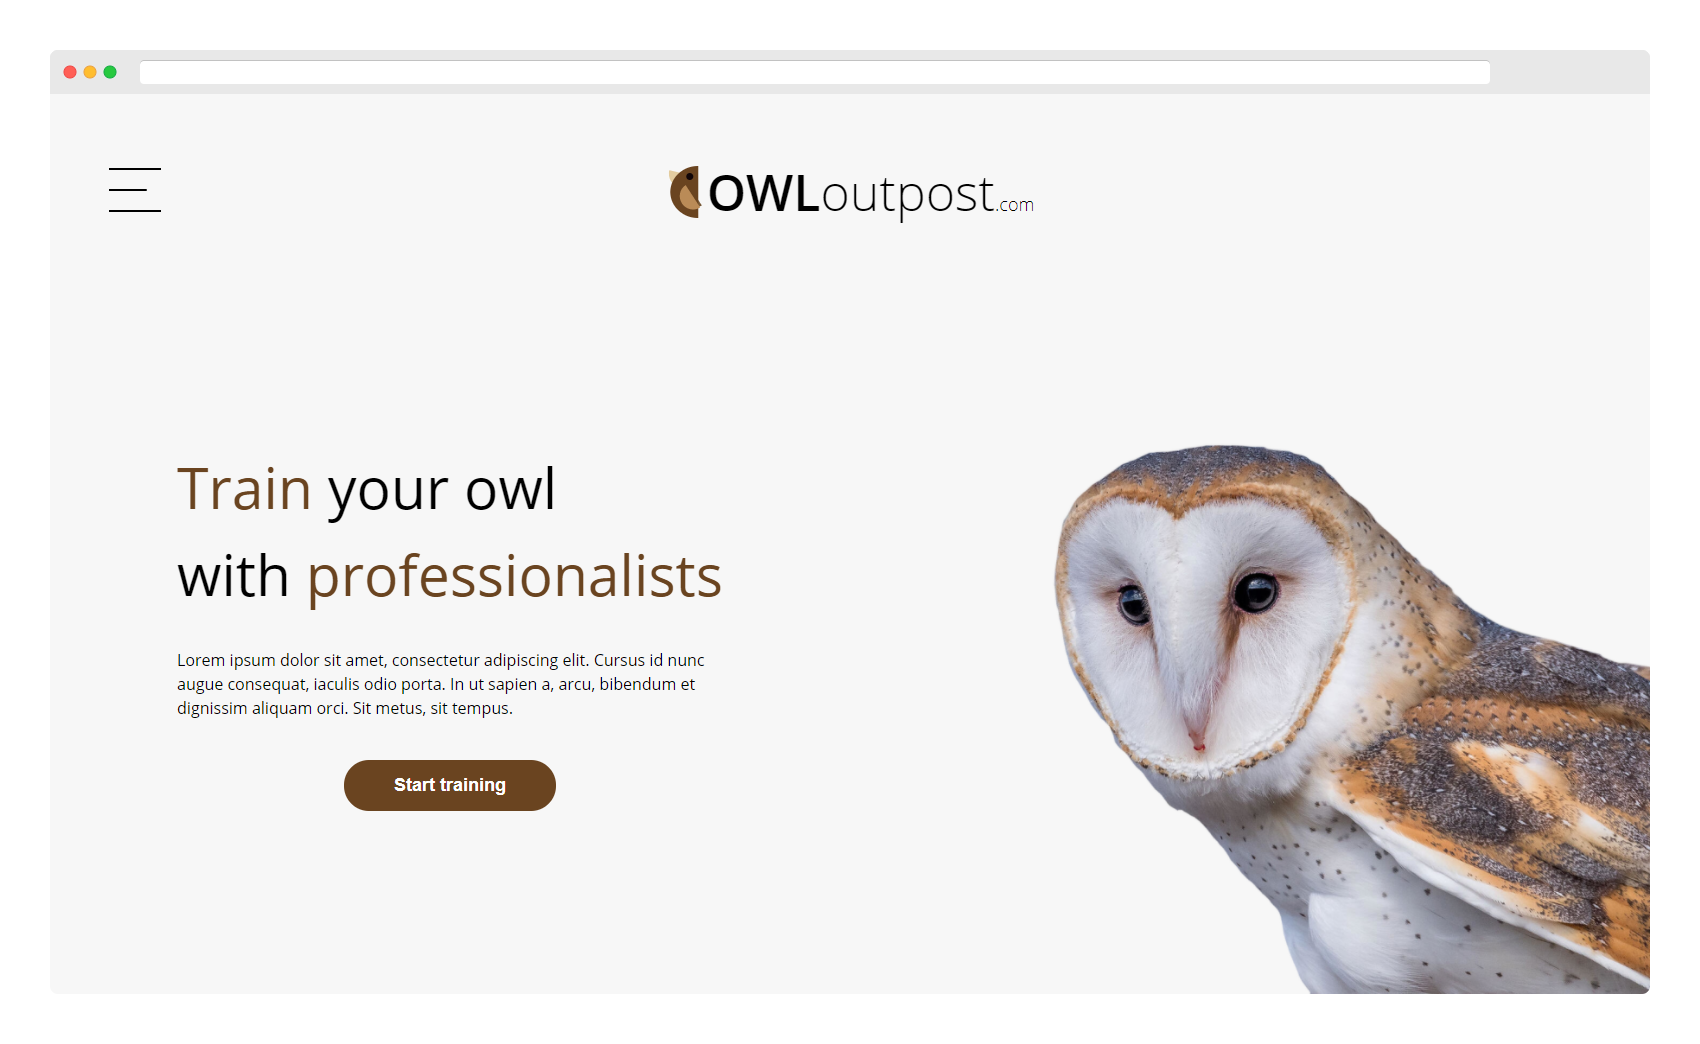 OWLoutpost.com
Train your owl
with professionalists
Lorem ipsum dolor sit amet, consectetur adipiscing elit. Cursus id nunc
augue consequat, iaculis odio porta. In ut sapien a, arcu, bibendum et
dignissim aliquam orci. Sit metus, sit tempus.
Start training